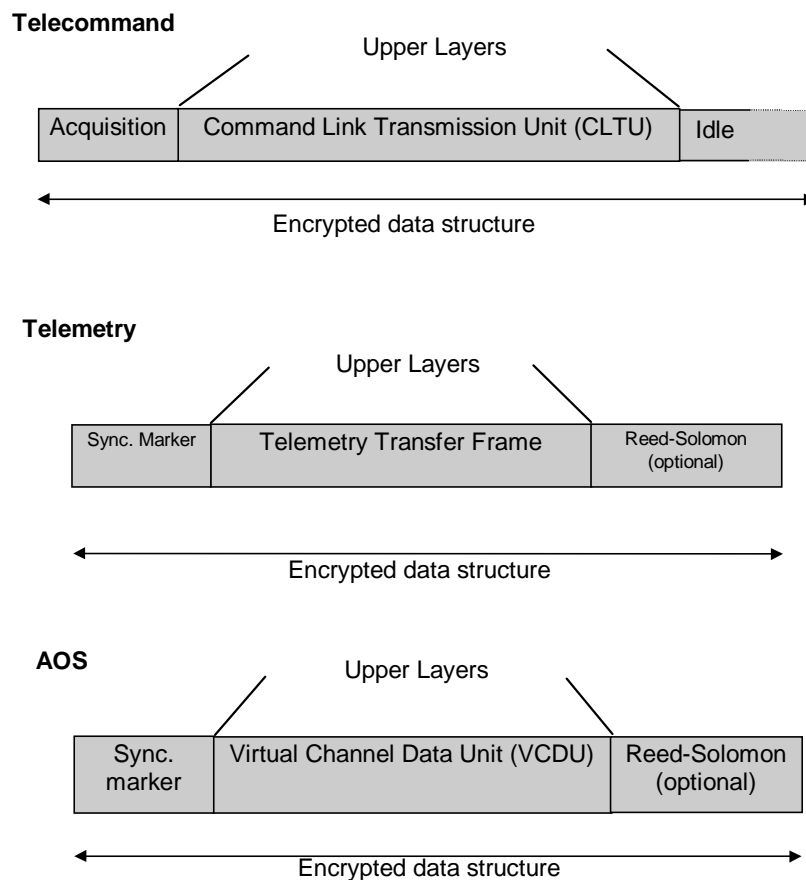 Telecommand
Upper Layers
Acquisition
Command Link Transmission Unit (CLTU)
Idle
Encrypted data structure
Telemetry
Upper Layers
Sync. Marker
Telemetry Transfer Frame
Reed-Solomon
(optional)
Encrypted data structure
AOS
Upper Layers
Sync.
marker
Virtual Channel Data Unit (VCDU)
Reed-Solomon
(optional)
Encrypted data structure